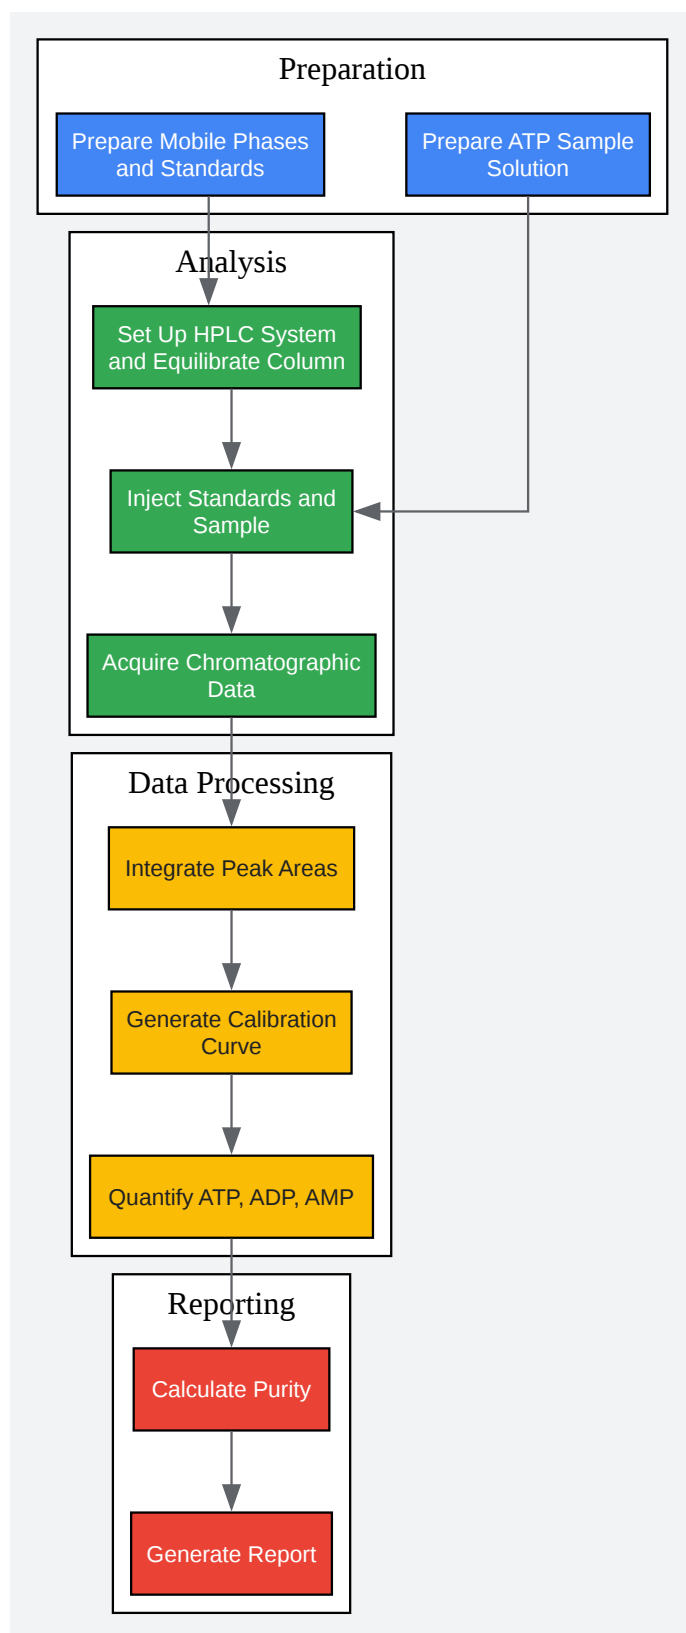 Preparation
Prepare Mobile Phases
and Standards
Prepare ATP Sample
Solution
Analysis
Set Up HPLC System
and Equilibrate Column
Inject Standards and
Sample
Acquire Chromatographic
Data
Data Processing
Integrate Peak Areas
Generate Calibration
Curve
Quantify ATP, ADP, AMP
Reporting
Calculate Purity
Generate Report